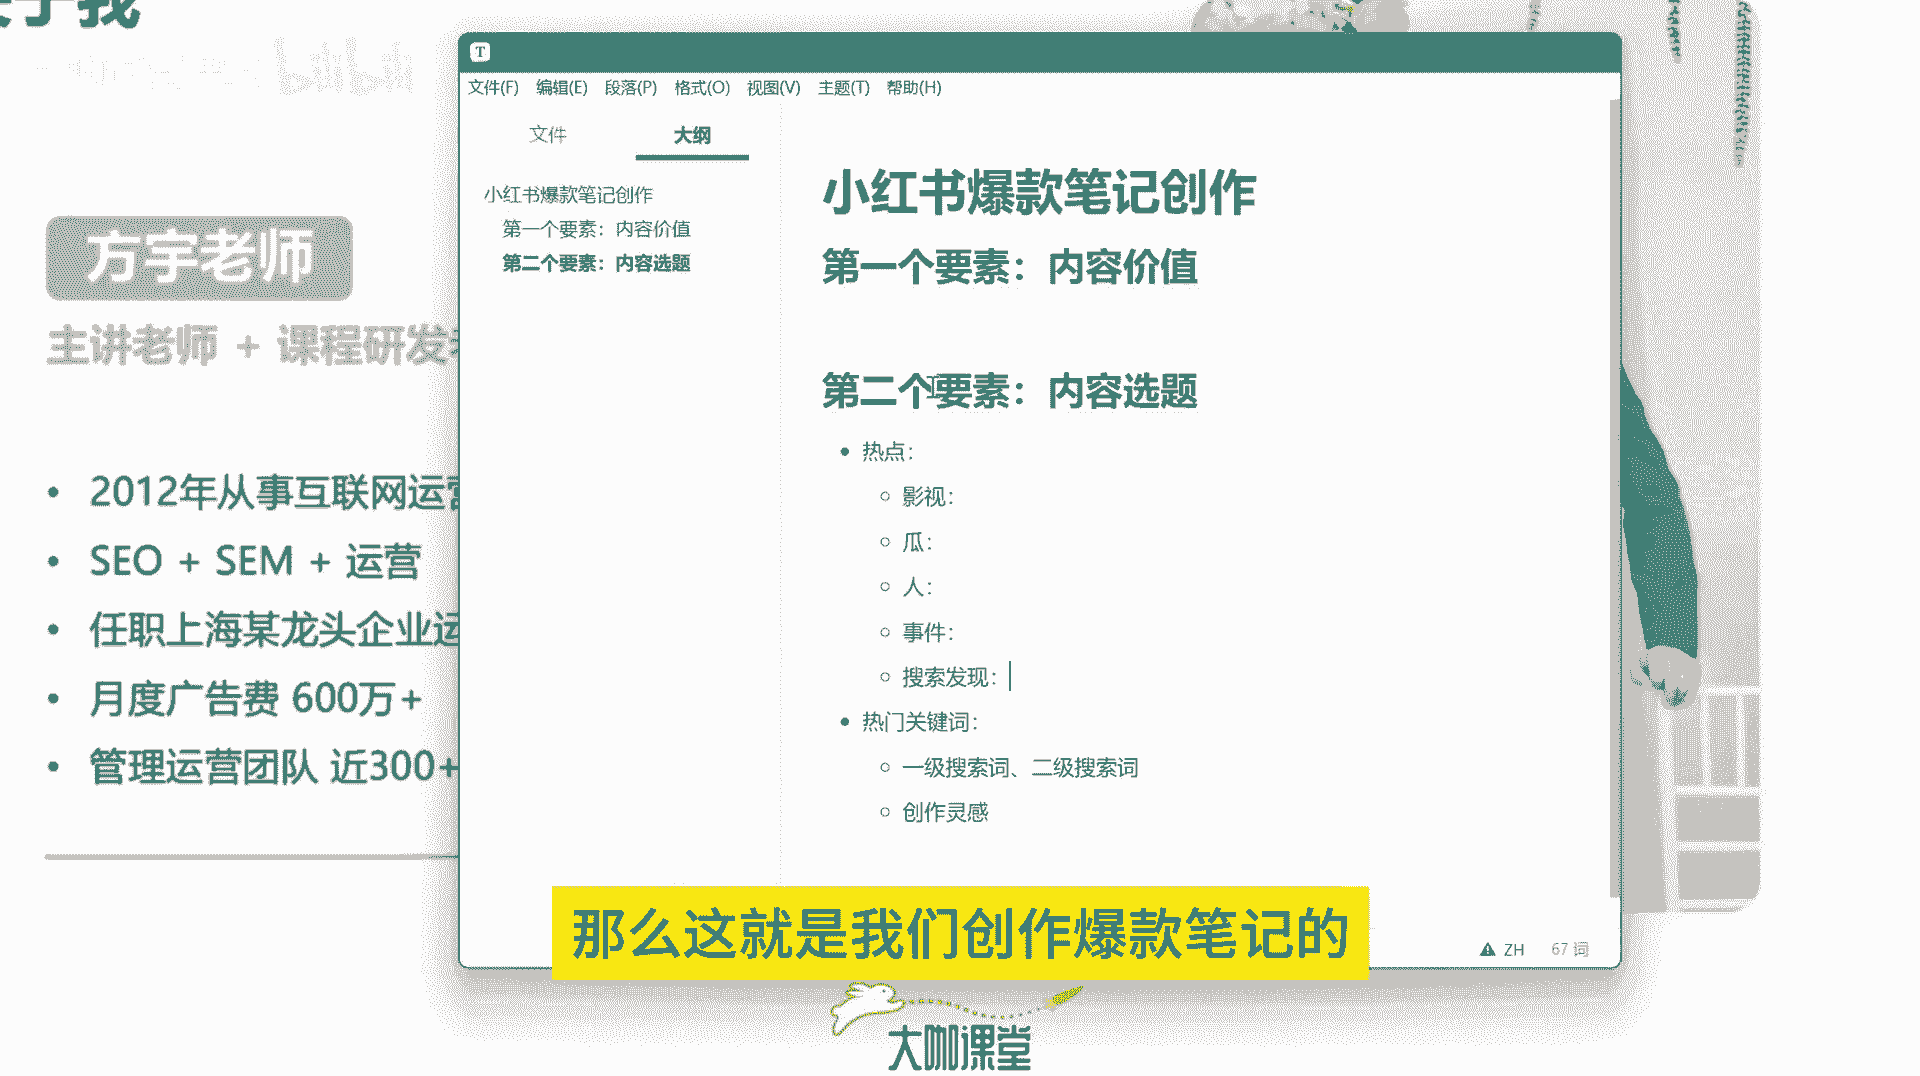 bilibili
方宇老师
主讲老师 + 课程研发
2012年从事互联网运营
SEO + SEM + 运营
任职上海某龙头企业运
月度广告费 600万+
管理运营团队 近300+
T
文件(F) 编辑(E) 段落(P) 格式(O) 视图(V) 主题(T) 帮助(H)
文件 大纲
小红书爆款笔记创作
第一个要素：内容价值
第二个要素：内容选题
小红书爆款笔记创作
第一个要素：内容价值
第二个要素：内容选题
热点：
影视：
瓜：
人：
事件：
搜索发现：
热门关键词：
一级搜索词、二级搜索词
创作灵感
ZH 67 词
那么这就是我们创作爆款笔记的
大咖课堂